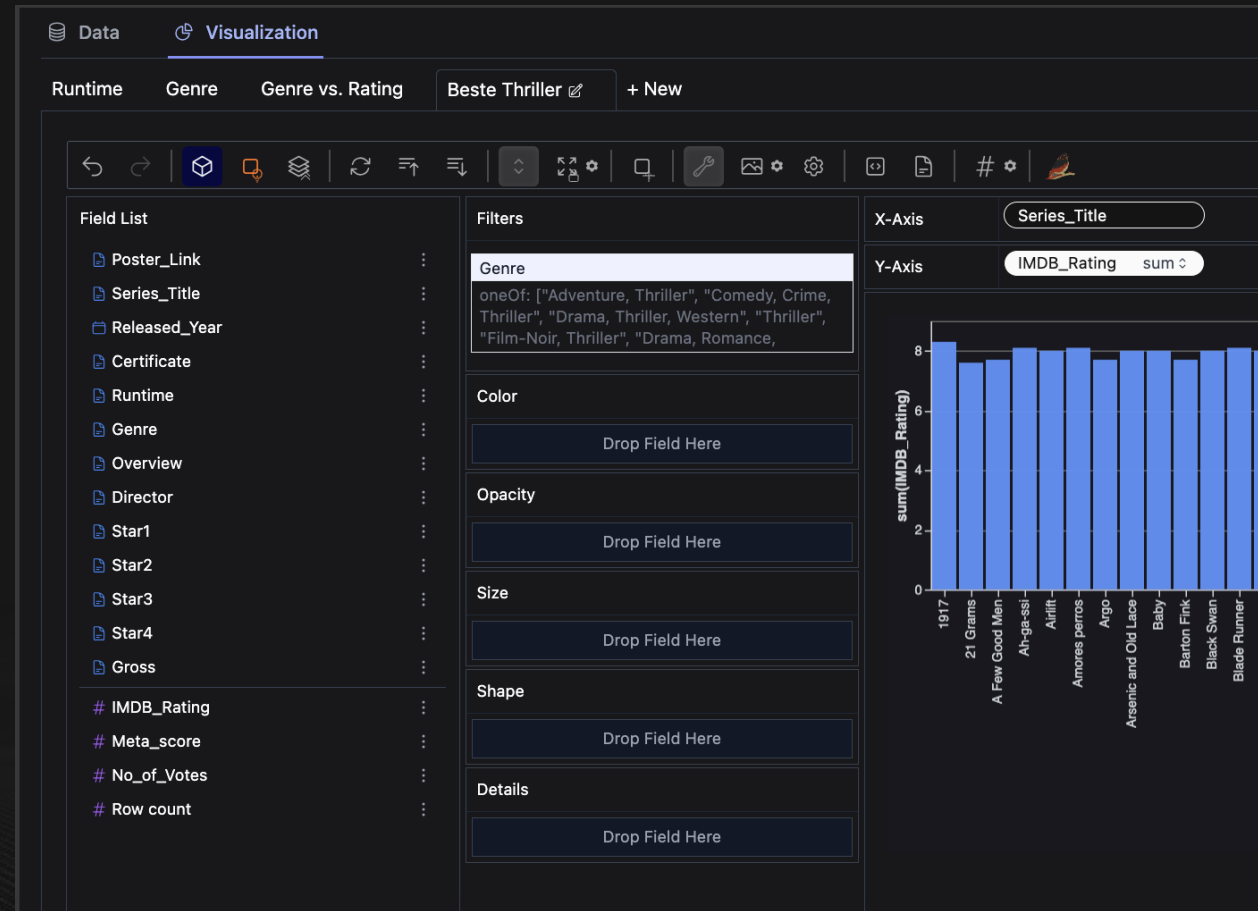 Data
Visualization
Runtime
Genre
Genre vs. Rating
Beste Thriller
+ New
Field List
Poster_Link
Series_Title
Released_Year
Certificate
Runtime
Genre
Overview
Director
Star1
Star2
Star3
Star4
Gross
# IMDB_Rating
# Meta_score
# No_of_Votes
# Row count
Filters
Genre
oneOf: ["Adventure, Thriller", "Comedy, Crime,
Thriller", "Drama, Thriller, Western", "Thriller",
"Film-Noir, Thriller", "Drama, Romance,
Color
Drop Field Here
Opacity
Drop Field Here
Size
Drop Field Here
Shape
Drop Field Here
Details
Drop Field Here
X-Axis
Series_Title
Y-Axis
IMDB_Rating sum
sum(IMDB_Rating)
8
6
4
2
0
1917
21 Grams
A Few Good Men
Ah-ga-ssi
Airlift
Amores perros
Argo
Arsenic and Old Lace
Baby
Barton Fink
Black Swan
Blade Runner